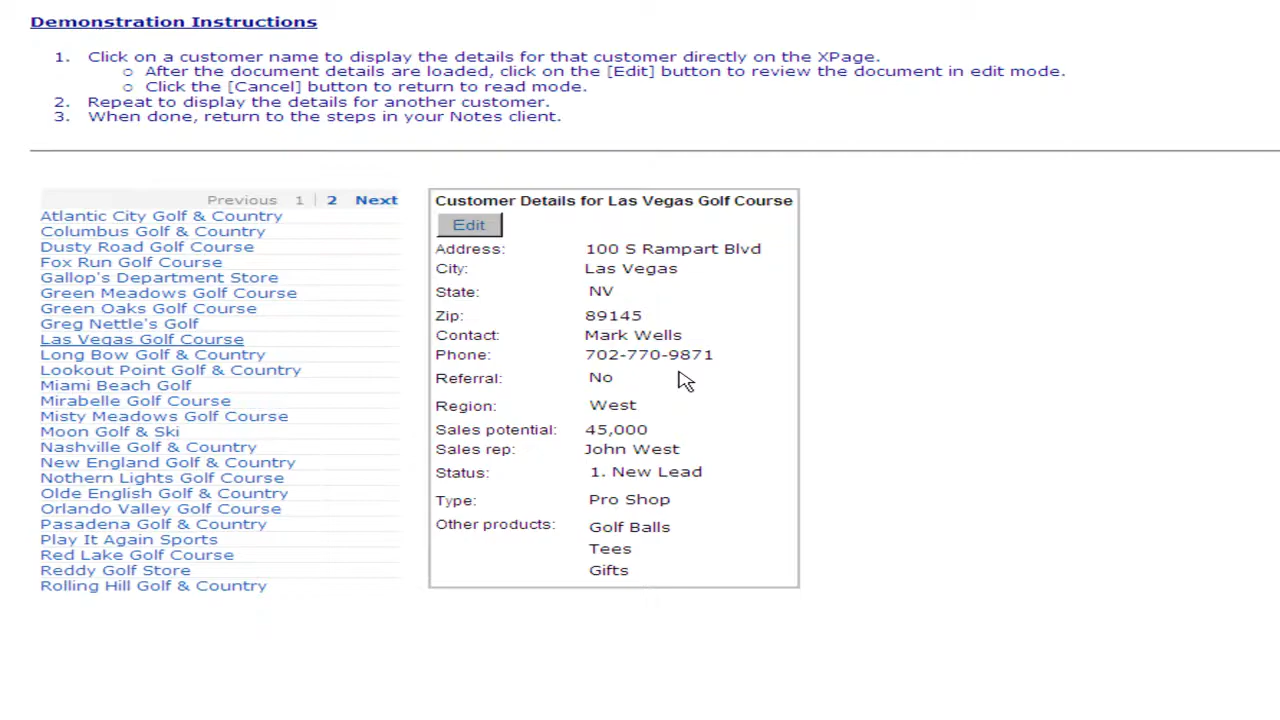 Demonstration Instructions
1. Click on a customer name to display the details for that customer directly on the XPage.
○ After the document details are loaded, click on the [Edit] button to review the document in edit mode.
○ Click the [Cancel] button to return to read mode.
2. Repeat to display the details for another customer.
3. When done, return to the steps in your Notes client.
Previous 1 | 2 Next
Atlantic City Golf & Country
Columbus Golf & Country
Dusty Road Golf Course
Fox Run Golf Course
Gallop's Department Store
Green Meadows Golf Course
Green Oaks Golf Course
Greg Nettle's Golf
Las Vegas Golf Course
Long Bow Golf & Country
Lookout Point Golf & Country
Miami Beach Golf
Mirabelle Golf Course
Misty Meadows Golf Course
Moon Golf & Ski
Nashville Golf & Country
New England Golf & Country
Nothern Lights Golf Course
Olde English Golf & Country
Orlando Valley Golf Course
Pasadena Golf & Country
Play It Again Sports
Red Lake Golf Course
Reddy Golf Store
Rolling Hill Golf & Country
Customer Details for Las Vegas Golf Course
Edit
Address: 100 S Rampart Blvd
City: Las Vegas
State: NV
Zip: 89145
Contact: Mark Wells
Phone: 702-770-9871
Referral: No
Region: West
Sales potential: 45,000
Sales rep: John West
Status: 1. New Lead
Type: Pro Shop
Other products: Golf Balls
Tees
Gifts